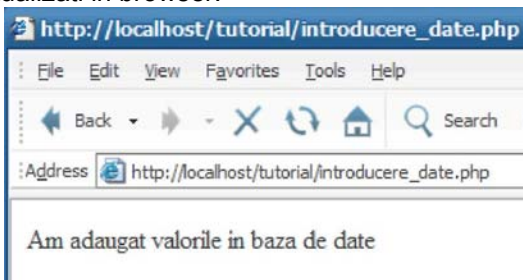 in browser.
http://localhost/tutorial/introducere_date.php
File Edit View Favorites Tools Help
Back Search
Address http://localhost/tutorial/introducere_date.php
Am adaugat valorile in baza de date